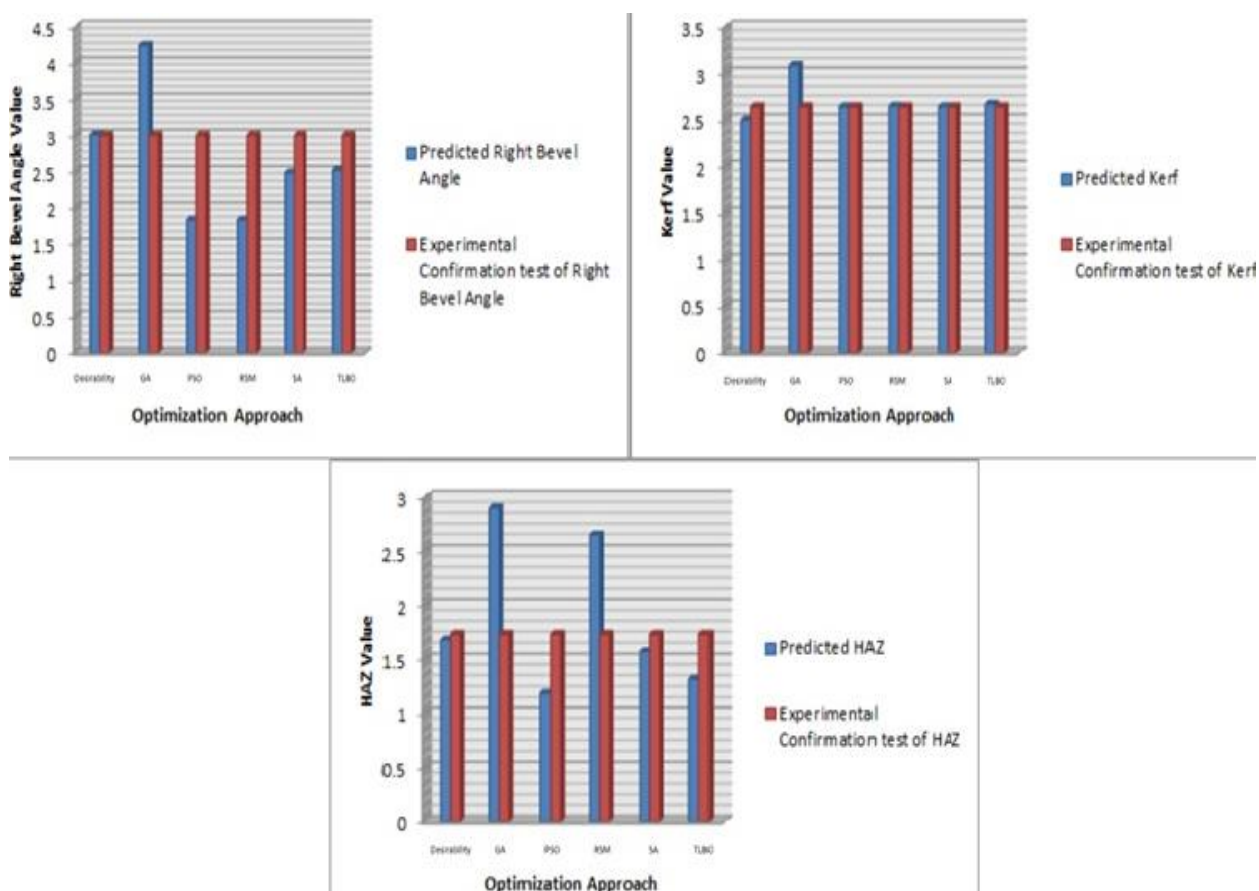 Right Bevel Angle Value
4.5
4
3.5
3
2.5
2
1.5
1
0.5
0
Desirability GA PSO RSM SA TLBO
Optimization Approach
Predicted Right Bevel
Angle
Experimental
Confirmation test of Right
Bevel Angle
Kerf Value
3.5
3
2.5
2
1.5
1
0.5
0
Desirability GA PSO RSM SA TLBO
Optimization Approach
Predicted Kerf
Experimental
Confirmation test of Kerf
HAZ Value
3
2.5
2
1.5
1
0.5
0
Desirability GA PSO RSM SA TLBO
Optimization Approach
Predicted HAZ
Experimental
Confirmation test of HAZ